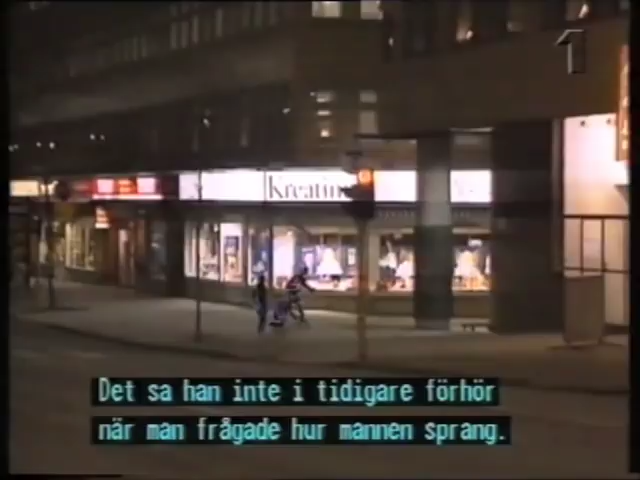 1
Kreatin
Det sa han inte i tidigare förhör
när man frågade hur mannen sprang.